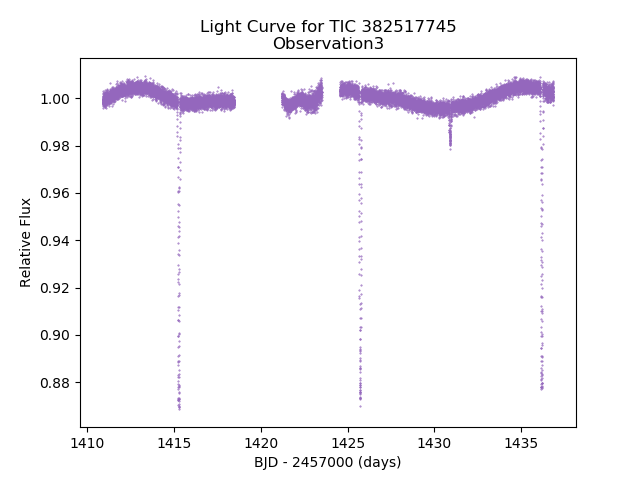 Light Curve for TIC 382517745
Observation3
1.00
0.98
0.96
0.94
0.92
0.90
0.88
Relative Flux
1410 1415 1420 1425 1430 1435
BJD - 2457000 (days)